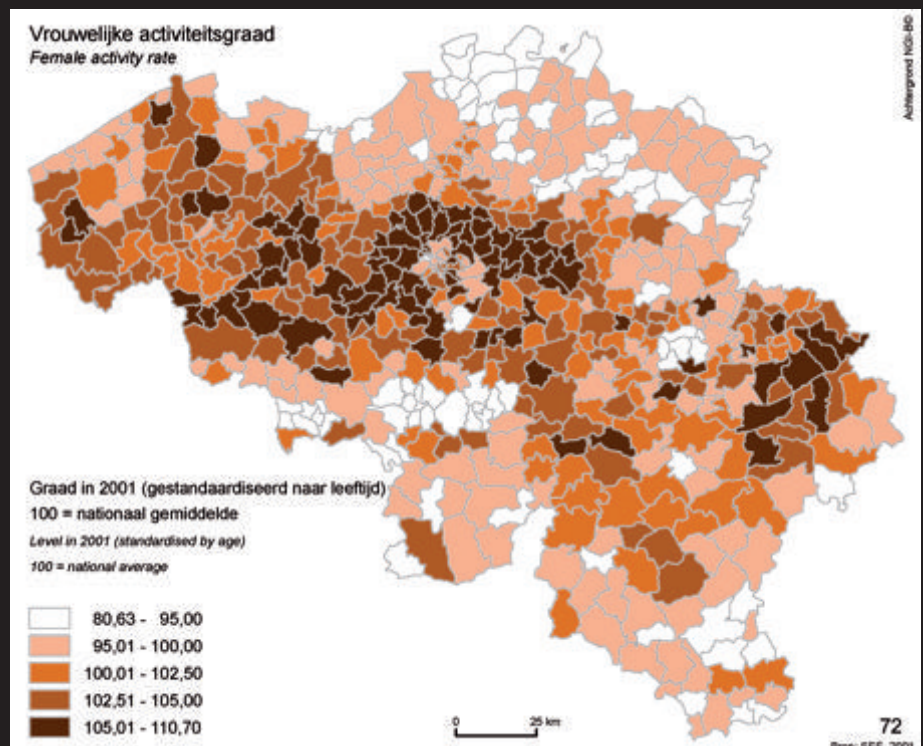 Vrouwelijke activiteitsgraad
Female activity rate
Achtergrond NGI-BG
Graad in 2001 (gestandaardiseerd naar leeftijd)
100 = nationaal gemiddelde
Level in 2001 (standardised by age)
100 = national average
80,63 - 95,00
95,01 - 100,00
100,01 - 102,50
102,51 - 105,00
105,01 - 110,70
0 25 km
72